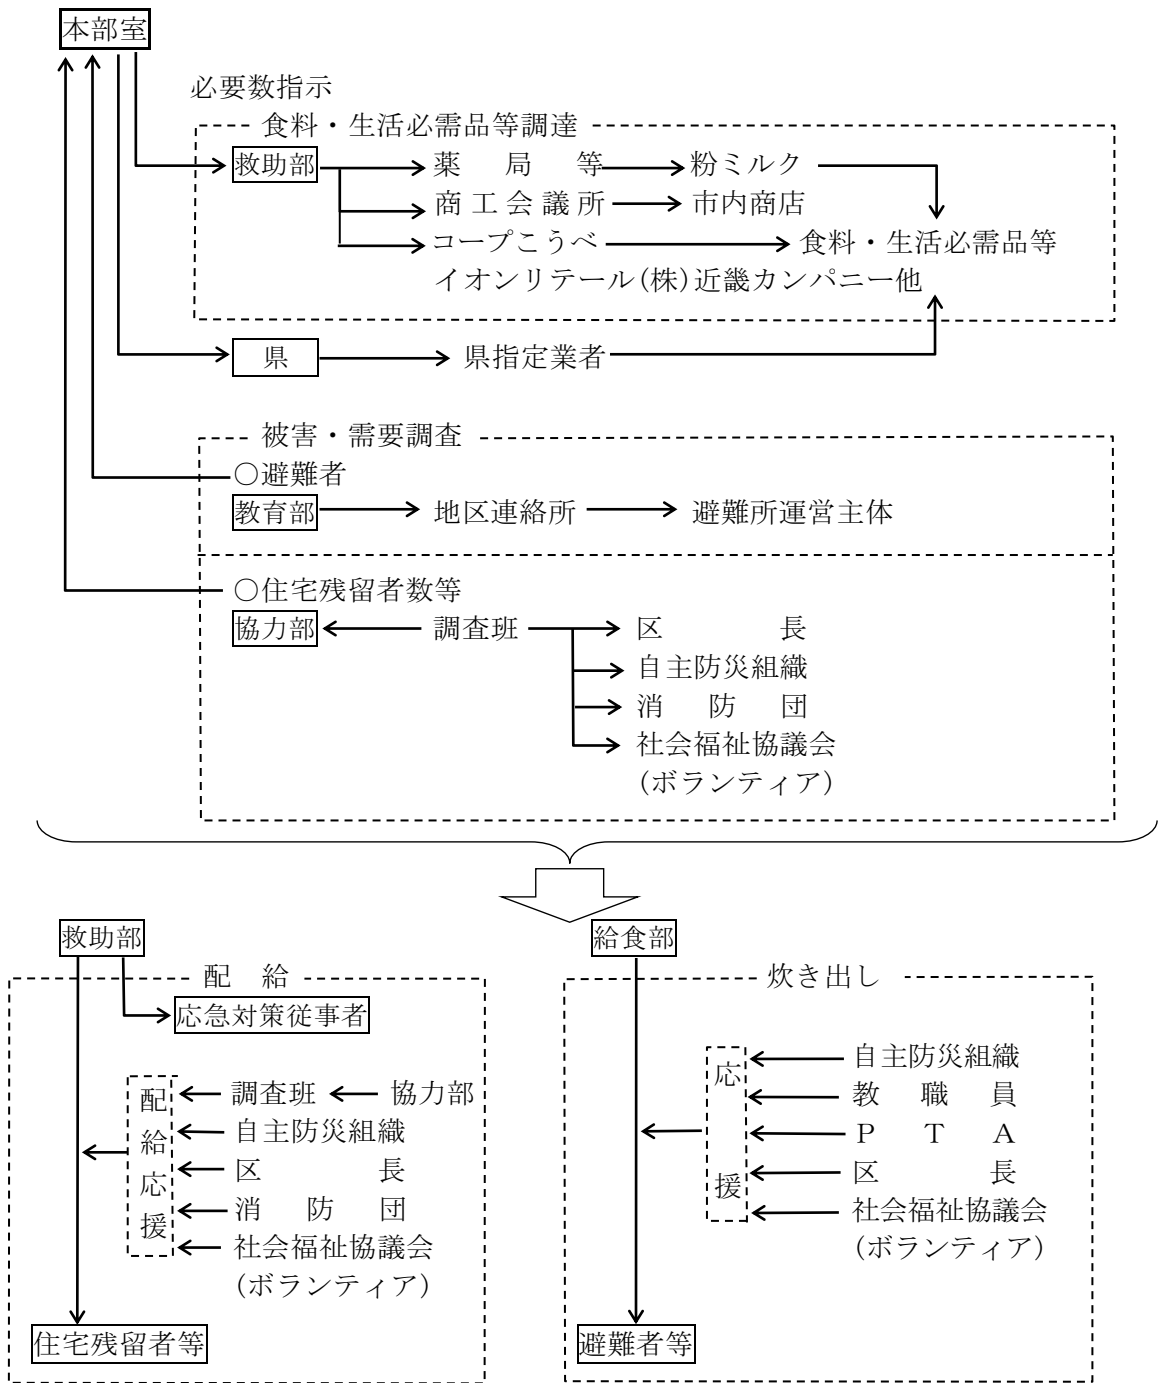 本部室
必要数指示
食料・生活必需品等調達
救助部 薬局等 粉ミルク
商工会議所 市内商店
コープこうべ 食料・生活必需品等
イオンリテール(株)近畿カンパニー他
県 県指定業者
被害・需要調査
○避難者
教育部 地区連絡所 避難所運営主体
○住宅残留者数等
協力部 調査班 区長
自主防災組織
消防団
社会福祉協議会
(ボランティア)
救助部
配給
応急対策従事者
配給応援
調査班 協力部
自主防災組織
区長
消防団
社会福祉協議会
(ボランティア)
住宅残留者等
給食部
炊き出し
応援
自主防災組織
教職員
PTA
区長
社会福祉協議会
(ボランティア)
避難者等